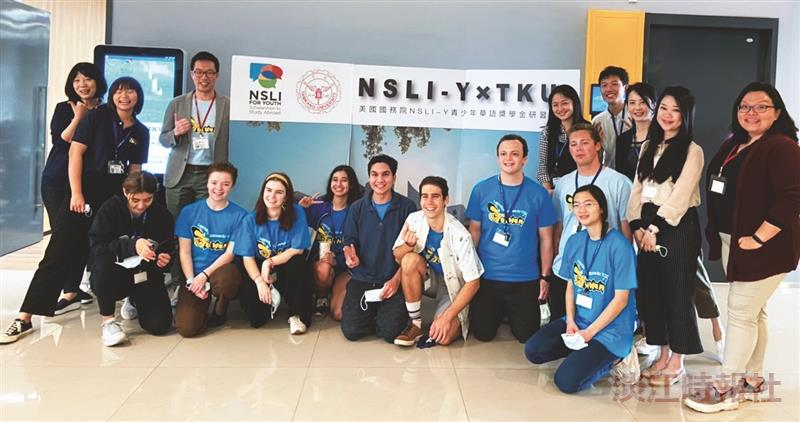 NSLI
FOR YOUTH
Scholarships to
Study Abroad
NSLI-Y×TKU
美國國務院NSLI-Y青少年華語獎學金研習
淡江時報社